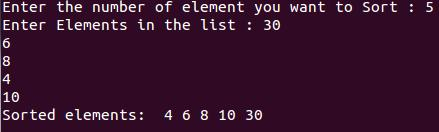 Enter the number of element you want to Sort : 5
Enter Elements in the list : 30
6
8
4
10
Sorted elements:  4 6 8 10 30